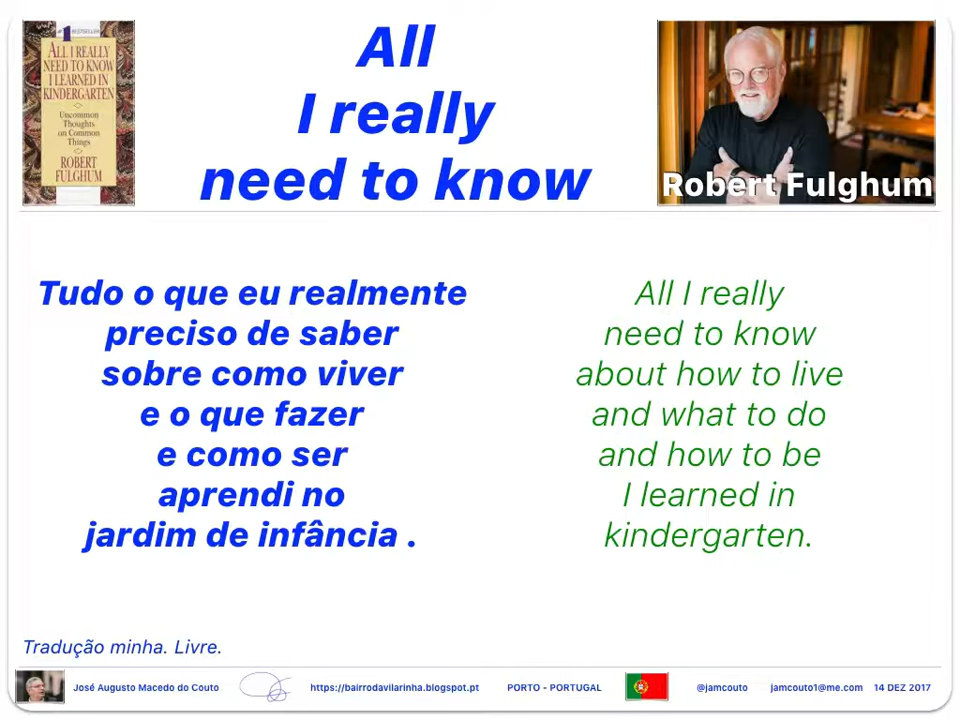 #1 BESTSELLER
ALL I REALLY
NEED TO KNOW
I LEARNED IN
KINDERGARTEN
Uncommon
Thoughts
on Common
Things
ROBERT
FULGHUM
All
I really
need to know
Robert Fulghum
Tudo o que eu realmente
preciso de saber
sobre como viver
e o que fazer
e como ser
aprendi no
jardim de infância .
All I really
need to know
about how to live
and what to do
and how to be
I learned in
kindergarten.
Tradução minha. Livre.
José Augusto Macedo do Couto https://bairrodavilarinha.blogspot.pt PORTO - PORTUGAL @jamcouto jamcouto1@me.com 14 DEZ 2017